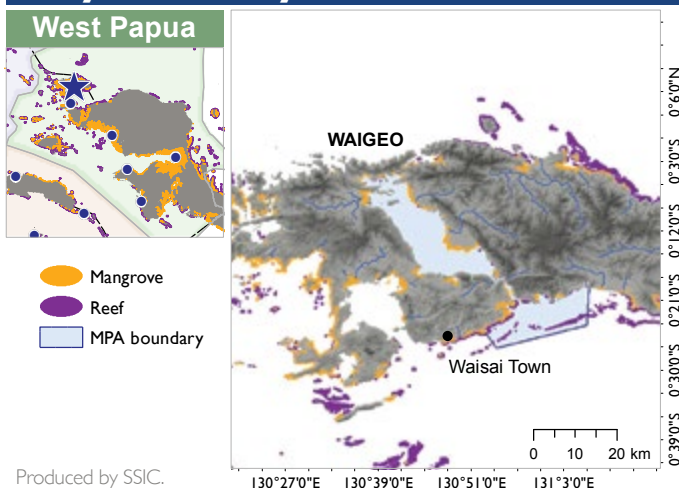 West Papua
WAIGEO
Mangrove
Reef
MPA boundary
Waisai Town
0 10 20 km
Produced by SSIC.
0°6'0"N
0°3'0"S
0°12'0"S
0°21'0"S
0°30'0"S
0°39'0"S
130°27'0"E 130°39'0"E 130°51'0"E 131°3'0"E